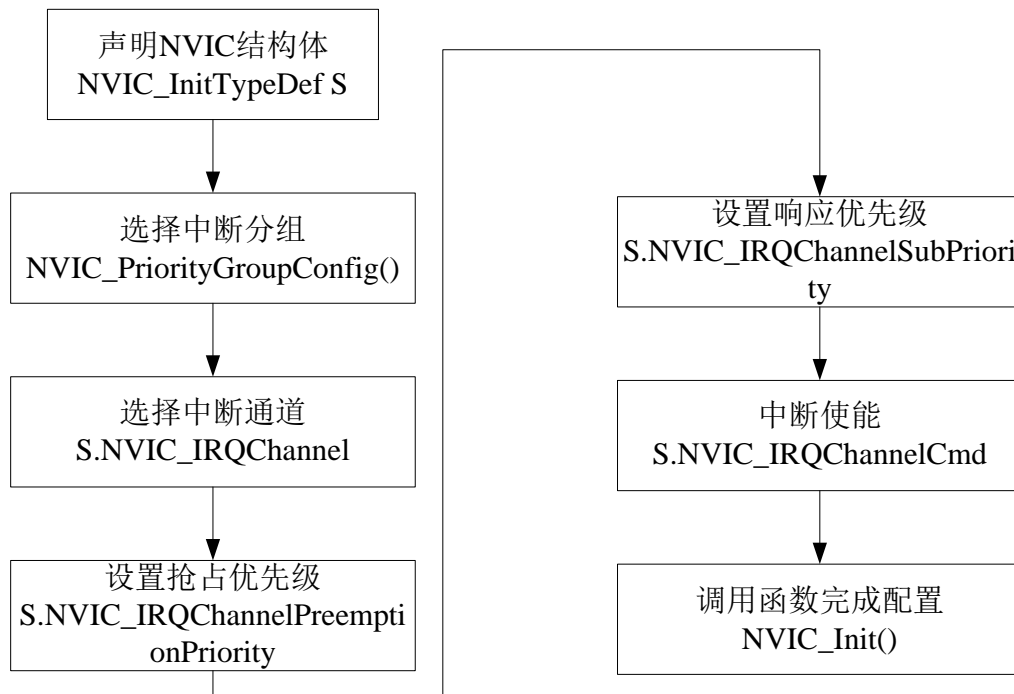 声明NVIC结构体
NVIC_InitTypeDef S
选择中断分组
NVIC_PriorityGroupConfig()
选择中断通道
S.NVIC_IRQChannel
设置抢占优先级
S.NVIC_IRQChannelPreempti
onPriority
设置响应优先级
S.NVIC_IRQChannelSubPriori
ty
中断使能
S.NVIC_IRQChannelCmd
调用函数完成配置
NVIC_Init()